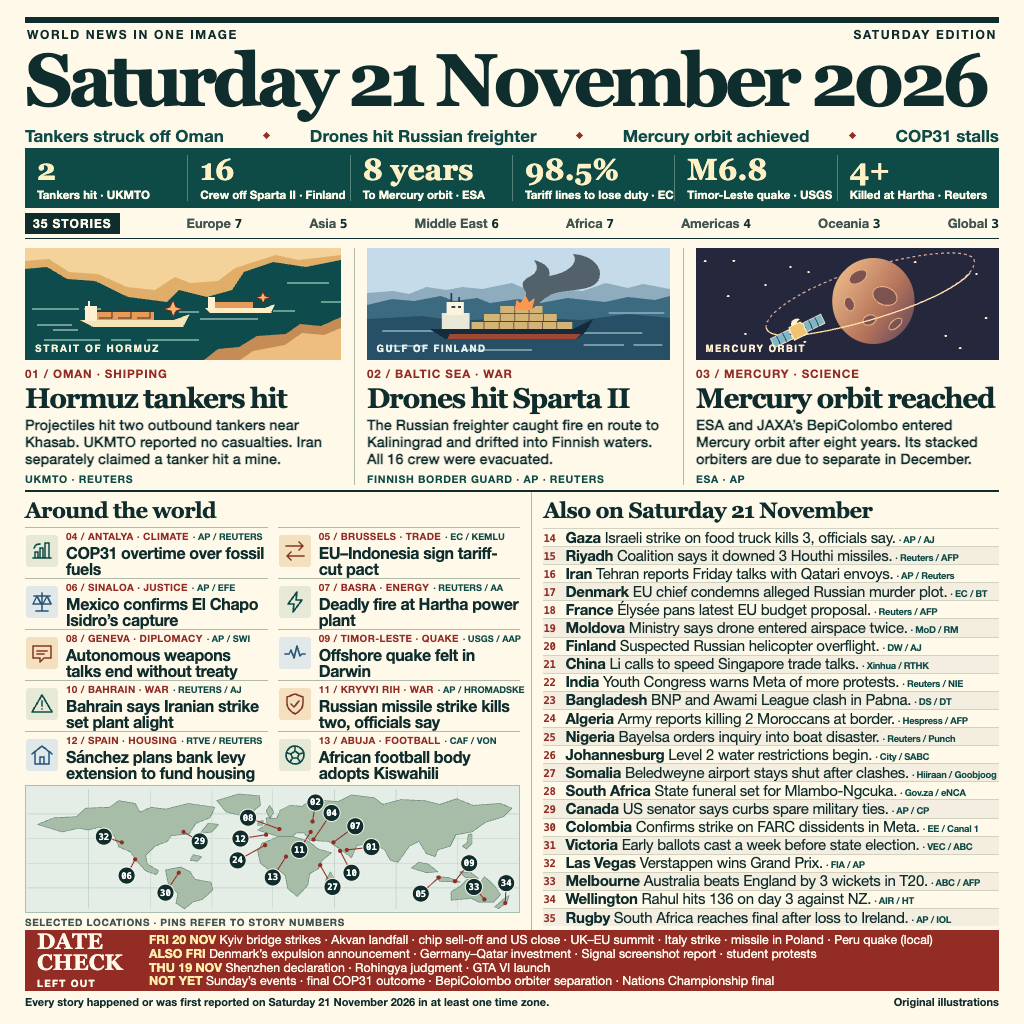 WORLD NEWS IN ONE IMAGE
SATURDAY EDITION
Saturday 21 November 2026
Tankers struck off Oman ◆ Drones hit Russian freighter ◆ Mercury orbit achieved ◆ COP31 stalls
2
Tankers hit · UKMTO
16
Crew off Sparta II · Finland
8 years
To Mercury orbit · ESA
98.5%
Tariff lines to lose duty · EC
M6.8
Timor-Leste quake · USGS
4+
Killed at Hartha · Reuters
35 STORIES Europe 7 Asia 5 Middle East 6 Africa 7 Americas 4 Oceania 3 Global 3
STRAIT OF HORMUZ
01 / OMAN · SHIPPING
Hormuz tankers hit
Projectiles hit two outbound tankers near
Khasab. UKMTO reported no casualties. Iran
separately claimed a tanker hit a mine.
UKMTO · REUTERS
GULF OF FINLAND
02 / BALTIC SEA · WAR
Drones hit Sparta II
The Russian freighter caught fire en route to
Kaliningrad and drifted into Finnish waters.
All 16 crew were evacuated.
FINNISH BORDER GUARD · AP · REUTERS
MERCURY ORBIT
03 / MERCURY · SCIENCE
Mercury orbit reached
ESA and JAXA's BepiColombo entered
Mercury orbit after eight years. Its stacked
orbiters are due to separate in December.
ESA · AP
Around the world
04 / ANTALYA · CLIMATE · AP / REUTERS
COP31 overtime over fossil
fuels
05 / BRUSSELS · TRADE · EC / KEMLU
EU–Indonesia sign tariff-
cut pact
06 / SINALOA · JUSTICE · AP / EFE
Mexico confirms El Chapo
Isidro's capture
07 / BASRA · ENERGY · REUTERS / AA
Deadly fire at Hartha power
plant
08 / GENEVA · DIPLOMACY · AP / SWI
Autonomous weapons
talks end without treaty
09 / TIMOR-LESTE · QUAKE · USGS / AAP
Offshore quake felt in
Darwin
10 / BAHRAIN · WAR · REUTERS / AJ
Bahrain says Iranian strike
set plant alight
11 / KRYVYI RIH · WAR · AP / HROMADSKE
Russian missile strike kills
two, officials say
12 / SPAIN · HOUSING · RTVE / REUTERS
Sánchez plans bank levy
extension to fund housing
13 / ABUJA · FOOTBALL · CAF / VON
African football body
adopts Kiswahili
02
08
04
07
32
29
12
11
01
24
09
06
13
10
30
27
05
33
34
SELECTED LOCATIONS · PINS REFER TO STORY NUMBERS
Also on Saturday 21 November
14 Gaza Israeli strike on food truck kills 3, officials say. · AP / AJ
15 Riyadh Coalition says it downed 3 Houthi missiles. · Reuters / AFP
16 Iran Tehran reports Friday talks with Qatari envoys. · AP / Reuters
17 Denmark EU chief condemns alleged Russian murder plot. · EC / BT
18 France Élysée pans latest EU budget proposal. · Reuters / AFP
19 Moldova Ministry says drone entered airspace twice. · MoD / RM
20 Finland Suspected Russian helicopter overflight. · DW / AJ
21 China Li calls to speed Singapore trade talks. · Xinhua / RTHK
22 India Youth Congress warns Meta of more protests. · Reuters / NIE
23 Bangladesh BNP and Awami League clash in Pabna. · DS / DT
24 Algeria Army reports killing 2 Moroccans at border. · Hespress / AFP
25 Nigeria Bayelsa orders inquiry into boat disaster. · Reuters / Punch
26 Johannesburg Level 2 water restrictions begin. · City / SABC
27 Somalia Beledweyne airport stays shut after clashes. · Hiiraan / Goobjoog
28 South Africa State funeral set for Mlambo-Ngcuka. · Gov.za / eNCA
29 Canada US senator says curbs spare military ties. · AP / CP
30 Colombia Confirms strike on FARC dissidents in Meta. · EE / Canal 1
31 Victoria Early ballots cast a week before state election. · VEC / ABC
32 Las Vegas Verstappen wins Grand Prix. · FIA / AP
33 Melbourne Australia beats England by 3 wickets in T20. · ABC / AFP
34 Wellington Rahul hits 136 on day 3 against NZ. · AIR / HT
35 Rugby South Africa reaches final after loss to Ireland. · AP / IOL
DATE
CHECK
LEFT OUT
FRI 20 NOV Kyiv bridge strikes · Akvan landfall · chip sell-off and US close · UK–EU summit · Italy strike · missile in Poland · Peru quake (local)
ALSO FRI Denmark's expulsion announcement · Germany–Qatar investment · Signal screenshot report · student protests
THU 19 NOV Shenzhen declaration · Rohingya judgment · GTA VI launch
NOT YET Sunday's events · final COP31 outcome · BepiColombo orbiter separation · Nations Championship final
Every story happened or was first reported on Saturday 21 November 2026 in at least one time zone.
Original illustrations